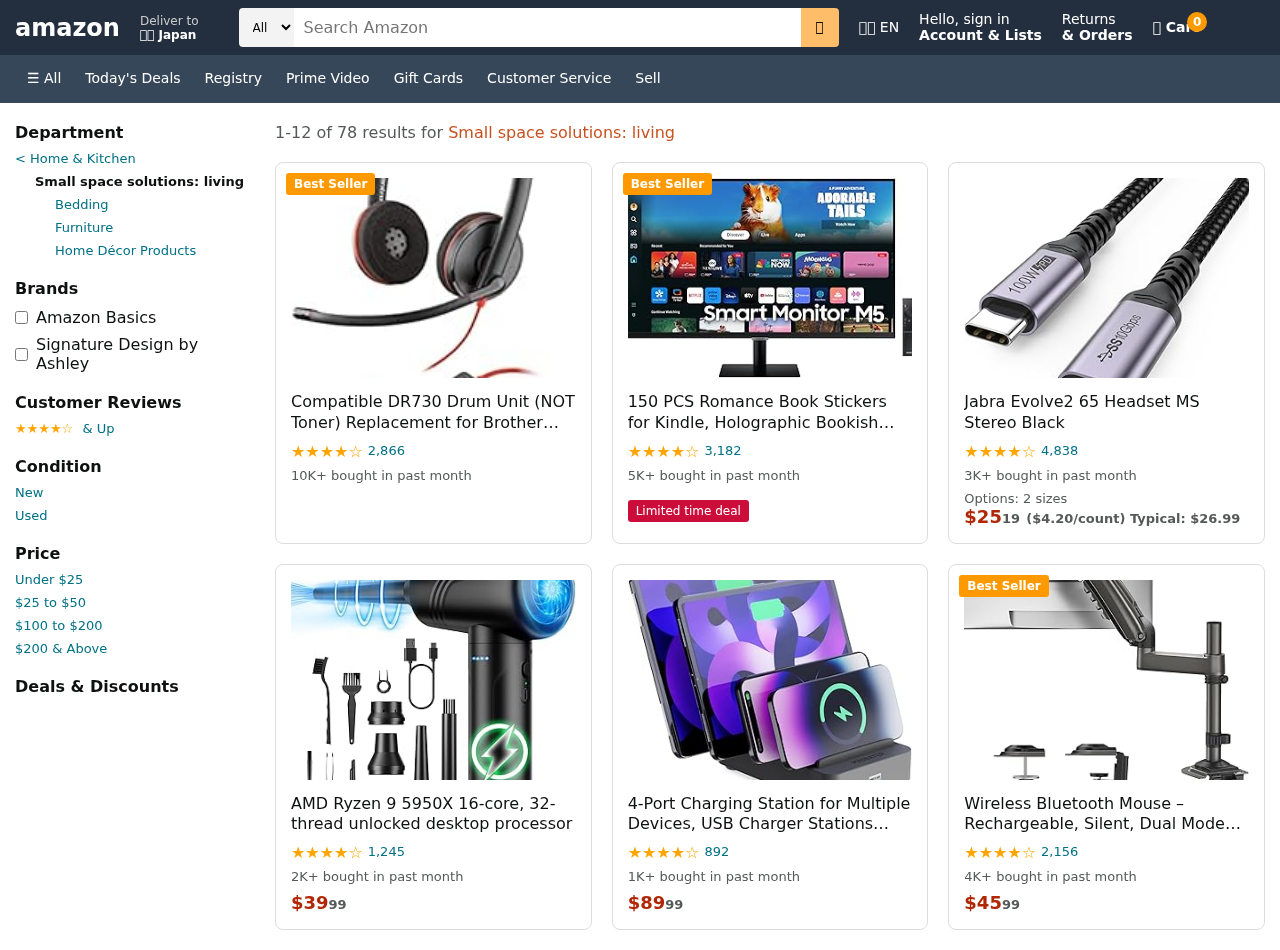 amazon
Deliver to
Japan
All
Search Amazon
EN
Hello, sign in
Account & Lists
Returns
& Orders
0
☰ All
Today's Deals
Registry
Prime Video
Gift Cards
Customer Service
Sell
Department
< Home & Kitchen
Small space solutions: living
Bedding
Furniture
Home Décor Products
Brands
Amazon Basics
Signature Design by
Ashley
Customer Reviews
★★★★☆ & Up
Condition
New
Used
Price
Under $25
$25 to $50
$100 to $200
$200 & Above
Deals & Discounts
1-12 of 78 results for Small space solutions: living
Best Seller
Compatible DR730 Drum Unit (NOT
Toner) Replacement for Brother…
★★★★☆ 2,866
10K+ bought in past month
Best Seller
A FUNNY ADVENTURE
ADORABLE
TAILS
Discover
Live
Apps
Recent
Recommended for You
Smart Monitor M5
150 PCS Romance Book Stickers
for Kindle, Holographic Bookish…
★★★★☆ 3,182
5K+ bought in past month
Limited time deal
100W
SS10Gbps
Jabra Evolve2 65 Headset MS
Stereo Black
★★★★☆ 4,838
3K+ bought in past month
Options: 2 sizes
$25 19 ($4.20/count) Typical: $26.99
AMD Ryzen 9 5950X 16-core, 32-
thread unlocked desktop processor
★★★★☆ 1,245
2K+ bought in past month
$39 99
4-Port Charging Station for Multiple
Devices, USB Charger Stations…
★★★★☆ 892
1K+ bought in past month
$89 99
Best Seller
Wireless Bluetooth Mouse –
Rechargeable, Silent, Dual Mode…
★★★★☆ 2,156
4K+ bought in past month
$45 99